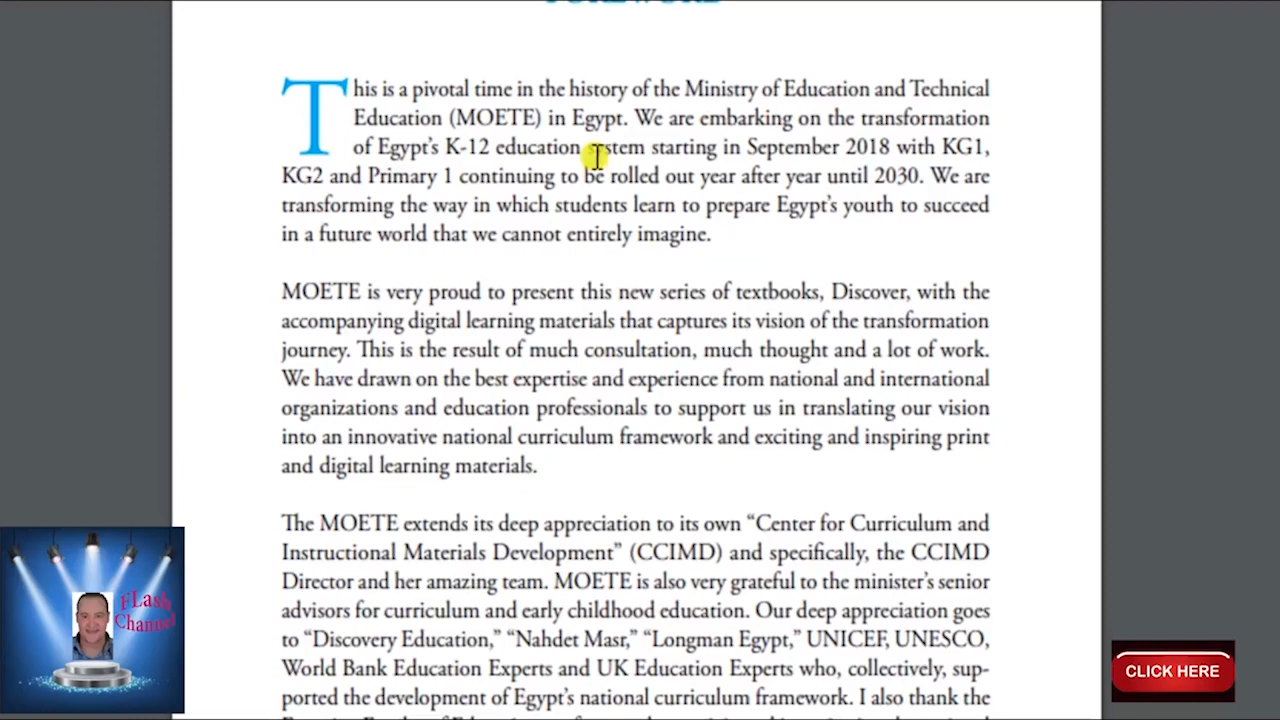 FOREWORD
This is a pivotal time in the history of the Ministry of Education and Technical
Education (MOETE) in Egypt. We are embarking on the transformation
of Egypt's K-12 education system starting in September 2018 with KG1,
KG2 and Primary 1 continuing to be rolled out year after year until 2030. We are
transforming the way in which students learn to prepare Egypt's youth to succeed
in a future world that we cannot entirely imagine.
MOETE is very proud to present this new series of textbooks, Discover, with the
accompanying digital learning materials that captures its vision of the transformation
journey. This is the result of much consultation, much thought and a lot of work.
We have drawn on the best expertise and experience from national and international
organizations and education professionals to support us in translating our vision
into an innovative national curriculum framework and exciting and inspiring print
and digital learning materials.
The MOETE extends its deep appreciation to its own “Center for Curriculum and
Instructional Materials Development” (CCIMD) and specifically, the CCIMD
Director and her amazing team. MOETE is also very grateful to the minister's senior
advisors for curriculum and early childhood education. Our deep appreciation goes
to “Discovery Education,” “Nahdet Masr,” “Longman Egypt,” UNICEF, UNESCO,
World Bank Education Experts and UK Education Experts who, collectively, sup-
ported the development of Egypt's national curriculum framework. I also thank the
FLash
Channel
CLICK HERE